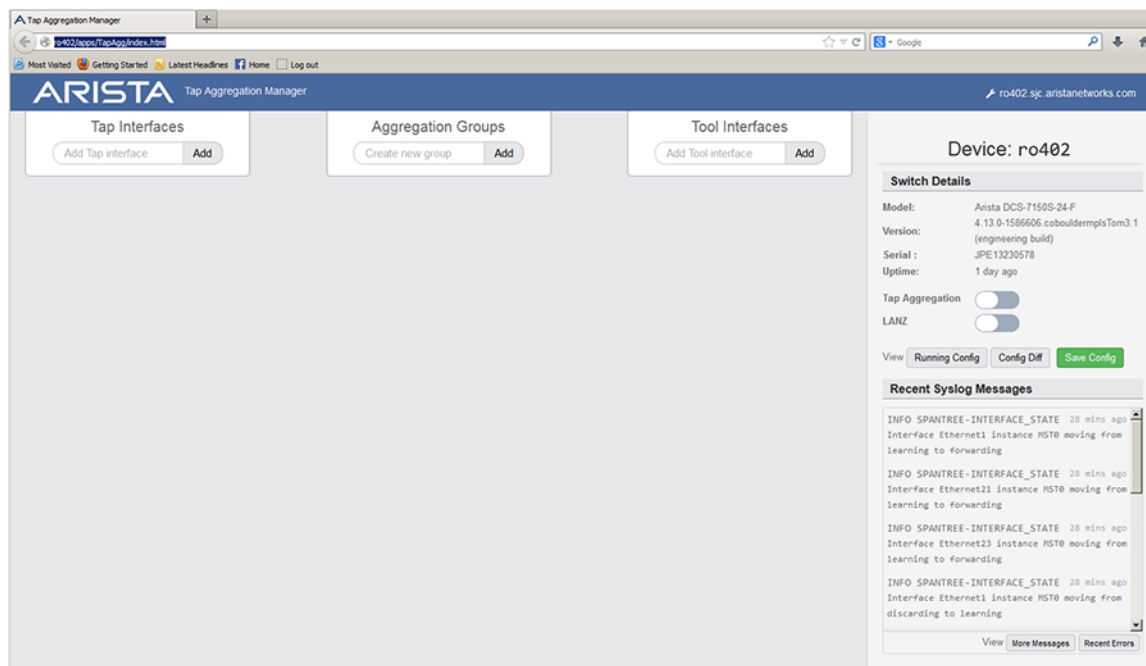 Tap Aggregation Manager
ro402/apps/TapAgg/index.html
Google
Most Visited Getting Started Latest Headlines Home Log out
ARISTA Tap Aggregation Manager
ro402.sjc.aristanetworks.com
Tap Interfaces
Add Tap interface Add
Aggregation Groups
Create new group Add
Tool Interfaces
Add Tool interface Add
Device: ro402
Switch Details
Model: Arista DCS-7150S-24-F
Version: 4.13.0-1586606.cobouldermplsTom3.1
(engineering build)
Serial : JPE13230578
Uptime: 1 day ago
Tap Aggregation
LANZ
View Running Config Config Diff Save Config
Recent Syslog Messages
INFO SPANTREE-INTERFACE_STATE 28 mins ago
Interface Ethernet1 instance MST0 moving from
learning to forwarding
INFO SPANTREE-INTERFACE_STATE 28 mins ago
Interface Ethernet21 instance MST0 moving from
learning to forwarding
INFO SPANTREE-INTERFACE_STATE 28 mins ago
Interface Ethernet23 instance MST0 moving from
learning to forwarding
INFO SPANTREE-INTERFACE_STATE 28 mins ago
Interface Ethernet1 instance MST0 moving from
discarding to learning
View More Messages Recent Errors